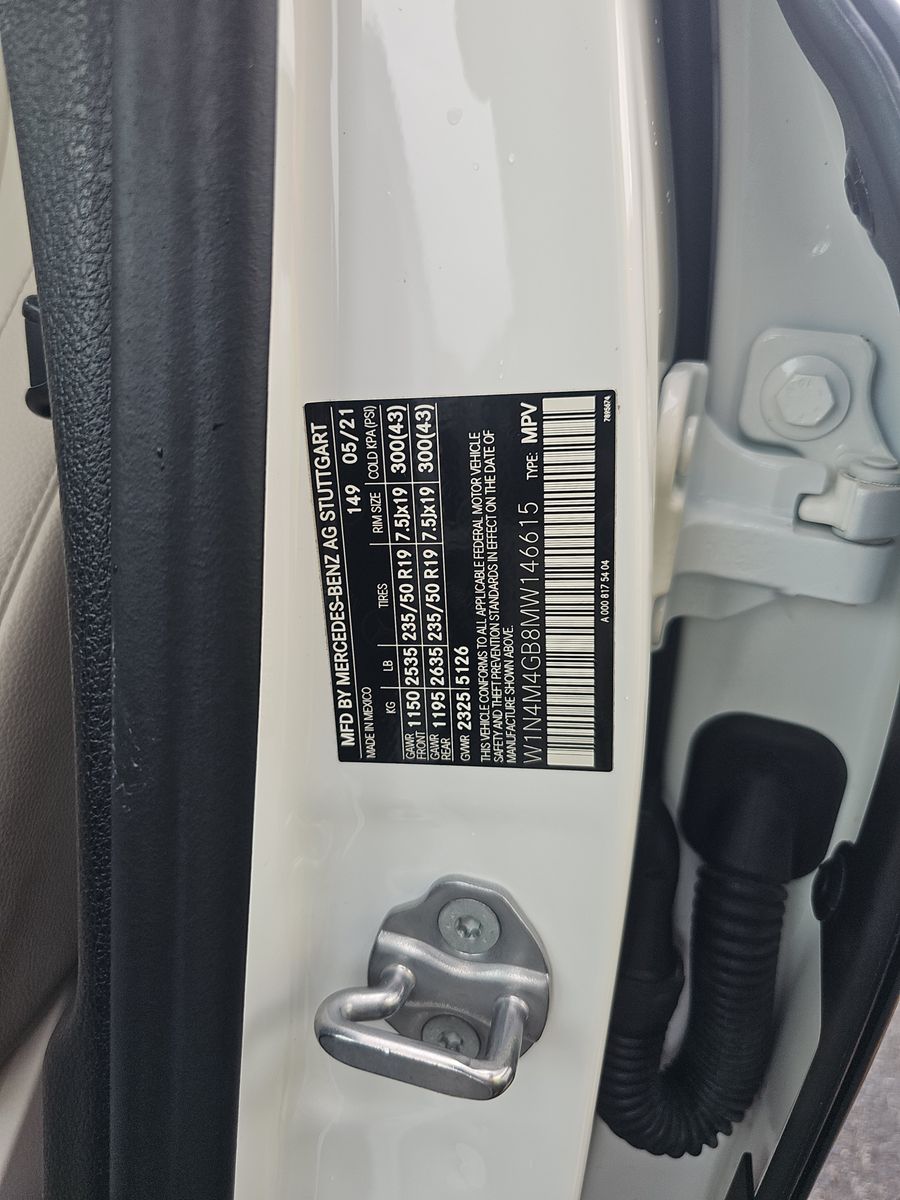 MFD BY MERCEDES-BENZ AG STUTTGART
MADE IN MEXICO 149 05/21
KG LB TIRES RIM SIZE COLD KPA(PSI)
GAWR FRONT 1150 2535 235/50 R19 7.5Jx19 300(43)
GAWR REAR 1195 2635 235/50 R19 7.5Jx19 300(43)
GVWR 2325 5126
THIS VEHICLE CONFORMS TO ALL APPLICABLE FEDERAL MOTOR VEHICLE
SAFETY AND THEFT PREVENTION STANDARDS IN EFFECT ON THE DATE OF
MANUFACTURE SHOWN ABOVE.
W1N4M4GB8MW146615 TYPE: MPV
A 000 817 54 04 7895674